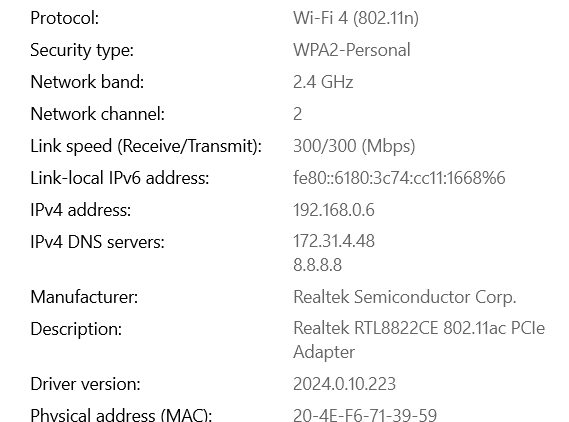 Protocol: Wi-Fi 4 (802.11n)
Security type: WPA2-Personal
Network band: 2.4 GHz
Network channel: 2
Link speed (Receive/Transmit): 300/300 (Mbps)
Link-local IPv6 address: fe80::6180:3c74:cc11:1668%6
IPv4 address: 192.168.0.6
IPv4 DNS servers: 172.31.4.48
8.8.8.8
Manufacturer: Realtek Semiconductor Corp.
Description: Realtek RTL8822CE 802.11ac PCIe
Adapter
Driver version: 2024.0.10.223
Physical address (MAC): 20-4E-F6-71-39-59